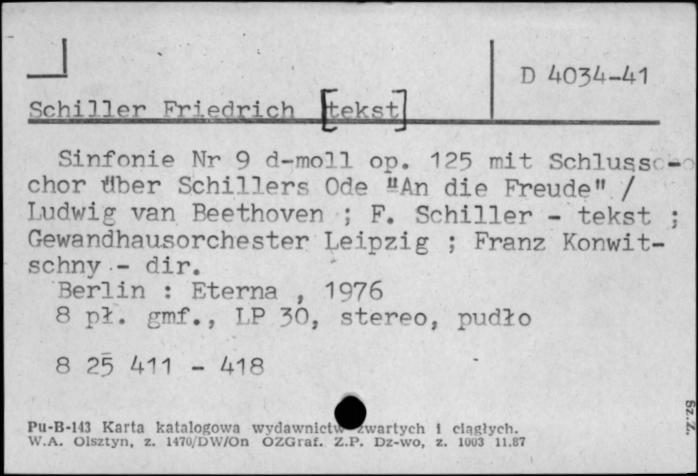 D 4034-41
Schiller Friedrich [tekst]
Sinfonie Nr 9 d-moll op. 125 mit Schluss-
chor über Schillers Ode "An die Freude" /
Ludwig van Beethoven ; F. Schiller - tekst ;
Gewandhausorchester Leipzig ; Franz Konwit-
schny - dir.
Berlin : Eterna , 1976
8 pł. gmf., LP 30, stereo, pudło
8 25 411 - 418
Pu-B-143 Karta katalogowa wydawnictw zwartych i ciągłych.
W.A. Olsztyn, z. 1470/DW/On OZGraf. Z.P. Dz-wo, z. 1003 11.87
Sz.Z.